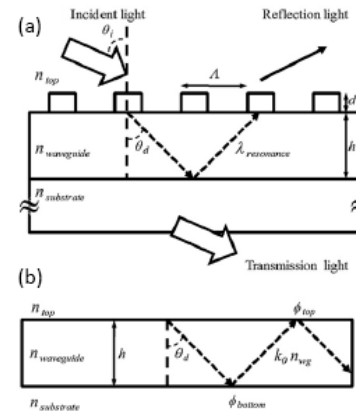 (a)
Incident light
Reflection light
θi
ntop
Λ
d
nwaveguide
θd
λresonance
h
nsubstrate
Transmission light
(b)
ntop
ϕtop
nwaveguide
h
θd
k0 nwg
nsubstrate
ϕbottom